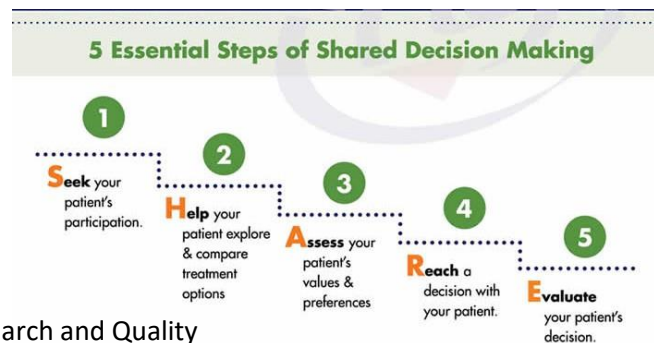 5 Essential Steps of Shared Decision Making
1
Seek your
patient's
participation.
2
Help your
patient explore
& compare
treatment
options
3
Assess your
patient's
values &
preferences
4
Reach a
decision with
your patient.
5
Evaluate
your patient's
decision.
arch and Quality